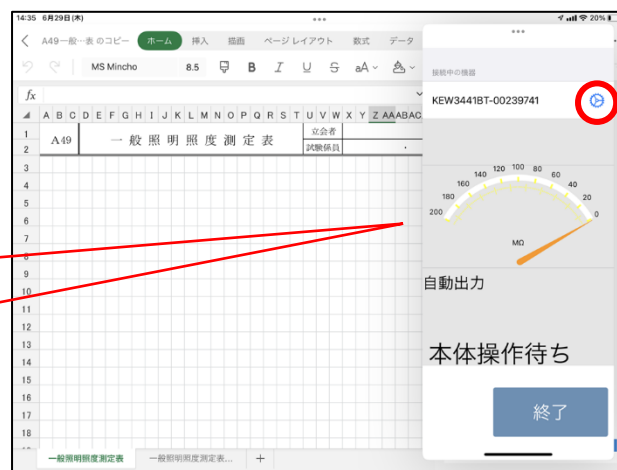 14:35 6月29日(木)
20%
A49一般…表 のコピー ホーム 挿入 描画 ページ レイアウト 数式 データ
MS Mincho 8.5 B I U S aA
fx
A B C D E F G H I J K L M N O P Q R S T U V W X Y Z AA AB AC
1
2
A49 一般照明照度測定表 立会者
試験係員
3
4
5
6
7
8
9
10
11
12
13
14
15
16
17
18
一般照明照度測定表 一般照明照度測定表... +
接続中の機器
KEW3441BT-00239741
200 180 160 140 120 100 80 60 40 20 0
MΩ
自動出力
本体操作待ち
終了